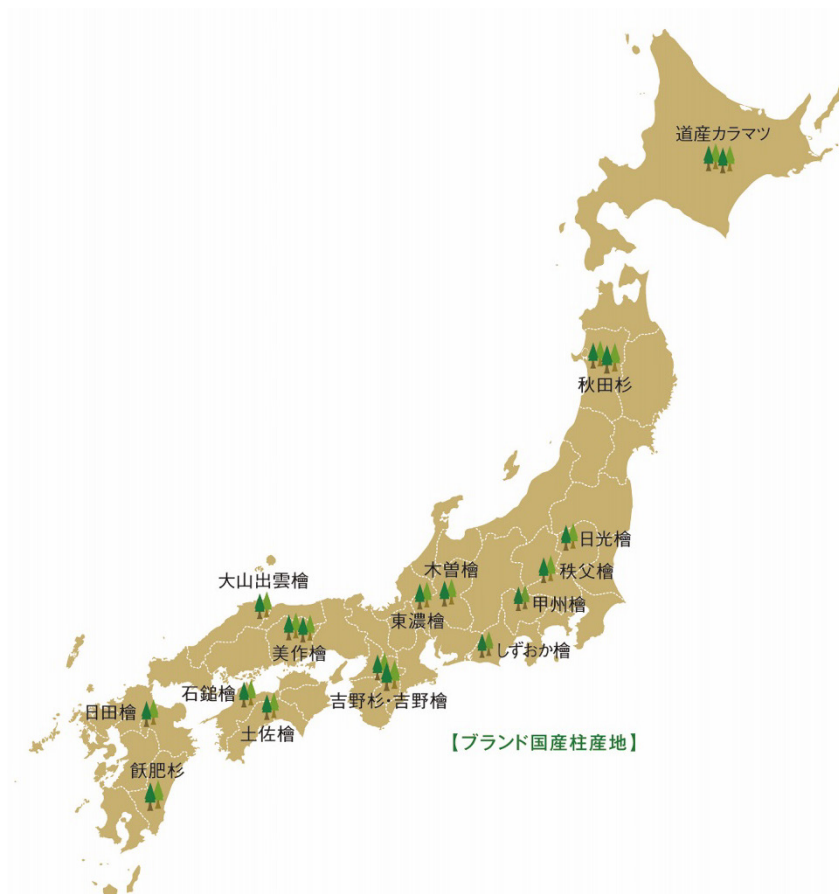 道産カラマツ
秋田杉
日光檜
秩父檜
甲州檜
しずおか檜
木曽檜
東濃檜
大山出雲檜
美作檜
吉野杉・吉野檜
石鎚檜
土佐檜
日田檜
飫肥杉
【ブランド国産柱産地】